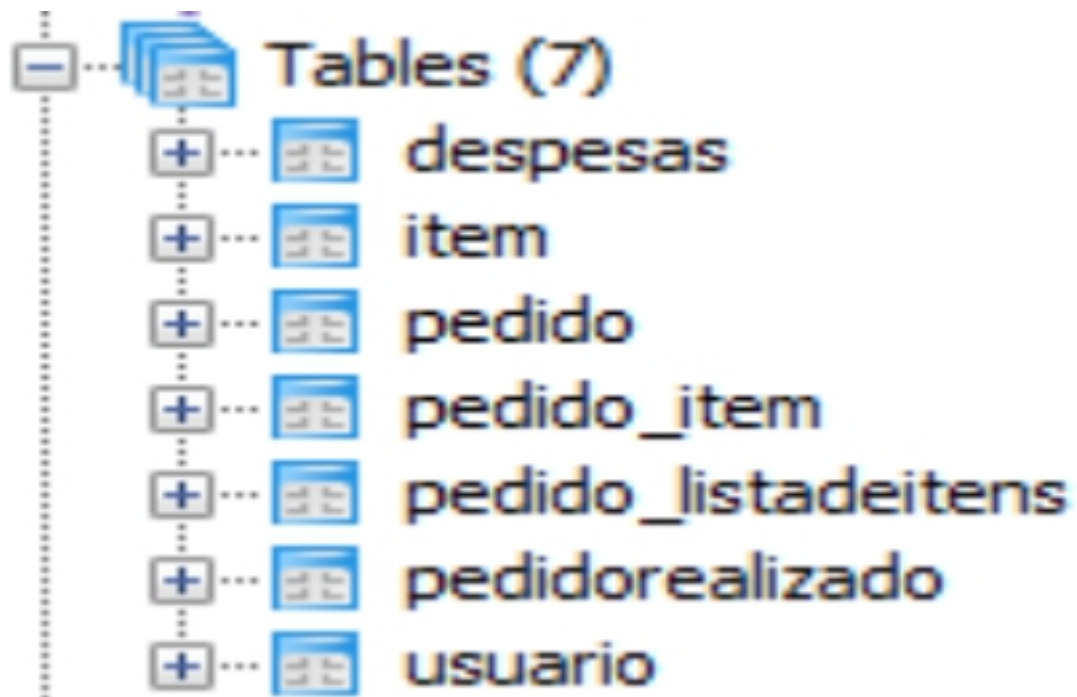 Tables (7)
despesas
item
pedido
pedido_item
pedido_listadeitens
pedidorealizado
usuario